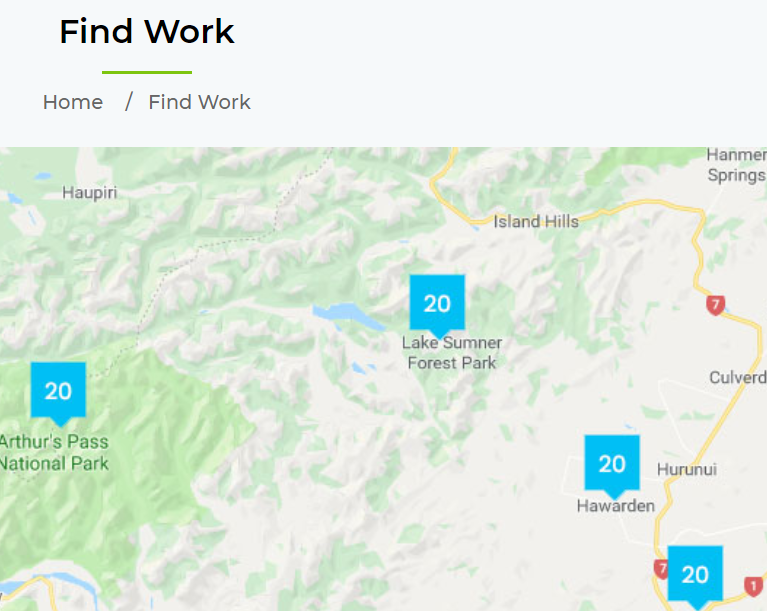 Find Work
Home / Find Work
Hanmer
Springs
Haupiri
Island Hills
20
7
Lake Sumner
Forest Park
20
Culverd
Arthur's Pass
National Park
20
Hurunui
Hawarden
7
20
1